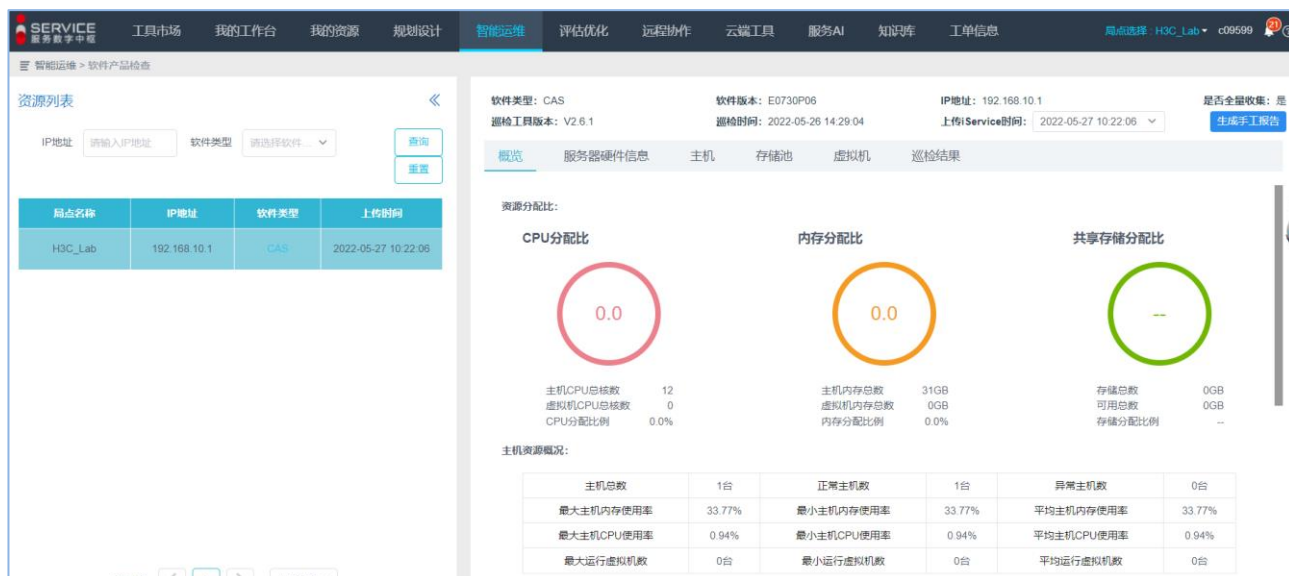 SERVICE
服务数字中枢
工具市场 我的工作台 我的资源 规划设计 智能运维 评估优化 远程协作 云端工具 服务AI 知识库 工单信息 局点选择 : H3C_Lab c09599 21
智能运维 > 软件产品检查
资源列表
IP地址 请输入IP地址 软件类型 请选择软件... 查询
重置
局点名称 IP地址 软件类型 上传时间
H3C_Lab 192.168.10.1 CAS 2022-05-27 10:22:06
软件类型: CAS 软件版本: E0730P06 IP地址: 192.168.10.1 是否全量收集: 是
巡检工具版本: V2.6.1 巡检时间: 2022-05-26 14:29:04 上传iService时间: 2022-05-27 10:22:06 生成手工报告
概览 服务器硬件信息 主机 存储池 虚拟机 巡检结果
资源分配比:
CPU分配比 内存分配比 共享存储分配比
0.0 0.0 --
主机CPU总核数 12 主机内存总数 31GB 存储总数 0GB
虚拟机CPU总核数 0 虚拟机内存总数 0GB 可用总数 0GB
CPU分配比例 0.0% 内存分配比例 0.0% 存储分配比例 --
主机资源概况:
主机总数 1台 正常主机数 1台 异常主机数 0台
最大主机内存使用率 33.77% 最小主机内存使用率 33.77% 平均主机内存使用率 33.77%
最大主机CPU使用率 0.94% 最小主机CPU使用率 0.94% 平均主机CPU使用率 0.94%
最大运行虚拟机数 0台 最小运行虚拟机数 0台 平均运行虚拟机数 0台